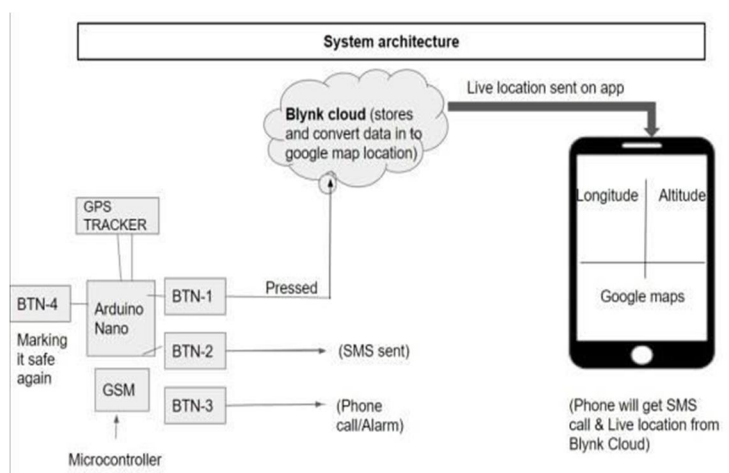 System architecture
Live location sent on app
Blynk cloud (stores
and convert data in to
google map location)
Longitude
Altitude
Google maps
GPS
TRACKER
BTN-4
Arduino
Nano
BTN-1
Pressed
Marking
it safe
again
BTN-2
(SMS sent)
GSM
BTN-3
(Phone
call/Alarm)
Microcontroller
(Phone will get SMS
call & Live location from
Blynk Cloud)